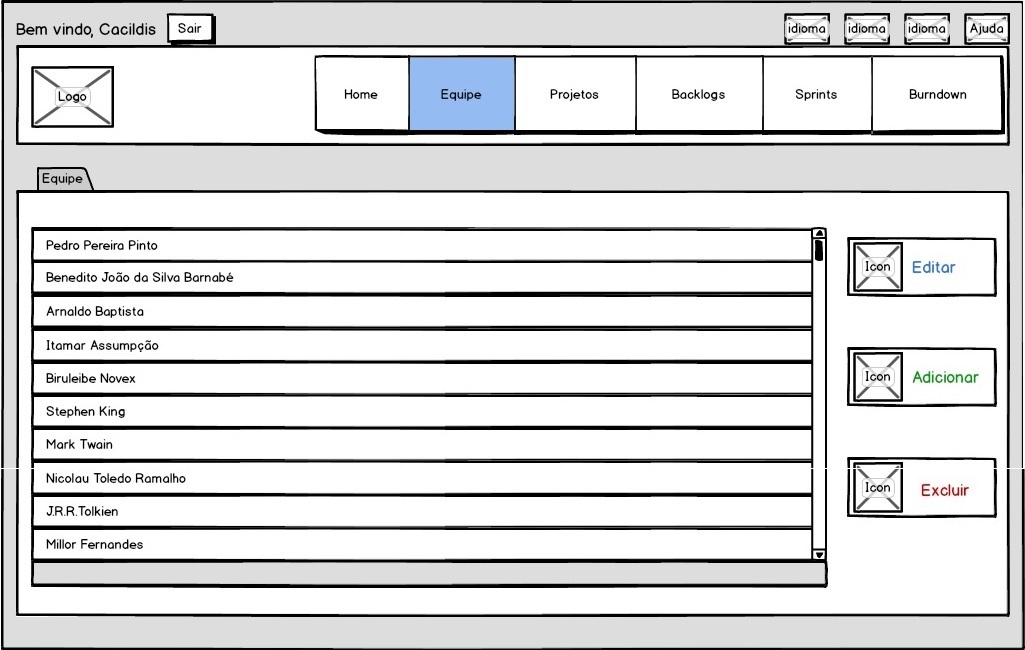 Bem vindo, Cacildis Sair idioma idioma idioma Ajuda
Logo Home Equipe Projetos Backlogs Sprints Burndown
Equipe
Pedro Pereira Pinto
Benedito João da Silva Barnabé
Arnaldo Baptista
Itamar Assumpção
Biruleibe Novex
Stephen King
Mark Twain
Nicolau Toledo Ramalho
J.R.R.Tolkien
Millor Fernandes
Icon Editar
Icon Adicionar
Icon Excluir